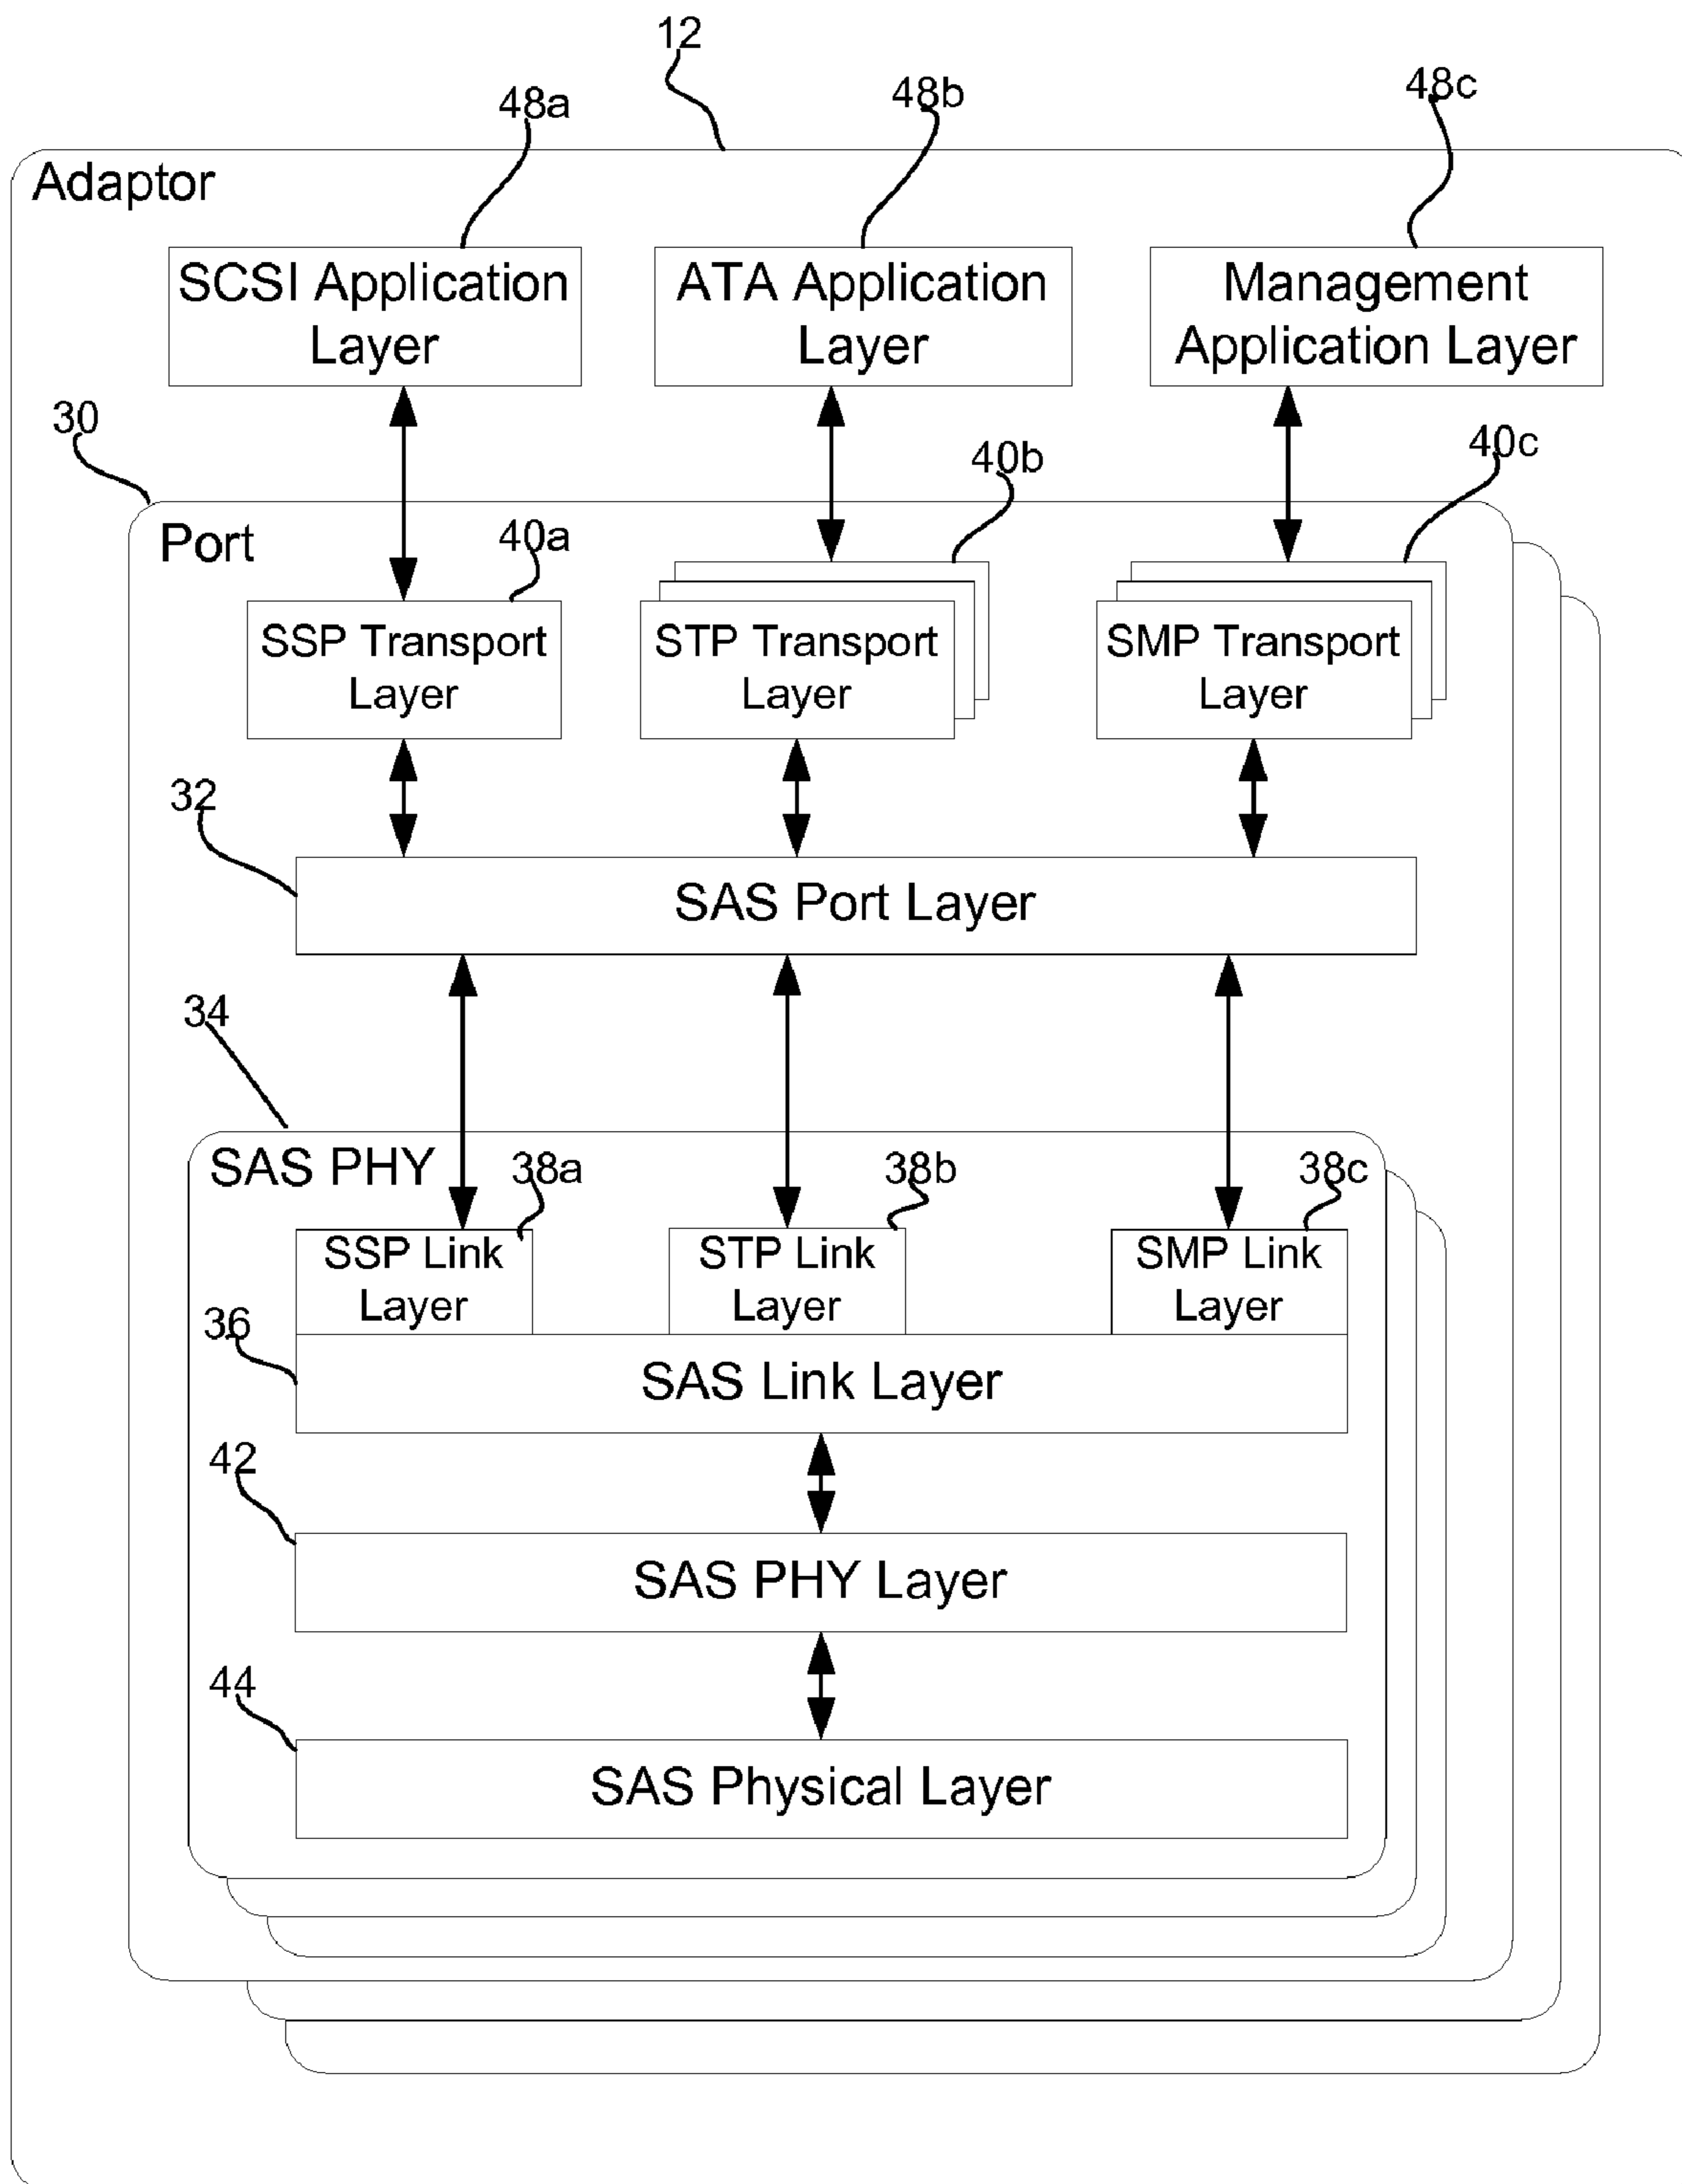 12
48a
48b
48c
Adaptor
SCSI Application
Layer
ATA Application
Layer
Management
Application Layer
30
40b
40c
Port
40a
SSP Transport
Layer
STP Transport
Layer
SMP Transport
Layer
32
SAS Port Layer
34
SAS PHY
38a
38b
38c
SSP Link
Layer
STP Link
Layer
SMP Link
Layer
36
SAS Link Layer
42
SAS PHY Layer
44
SAS Physical Layer